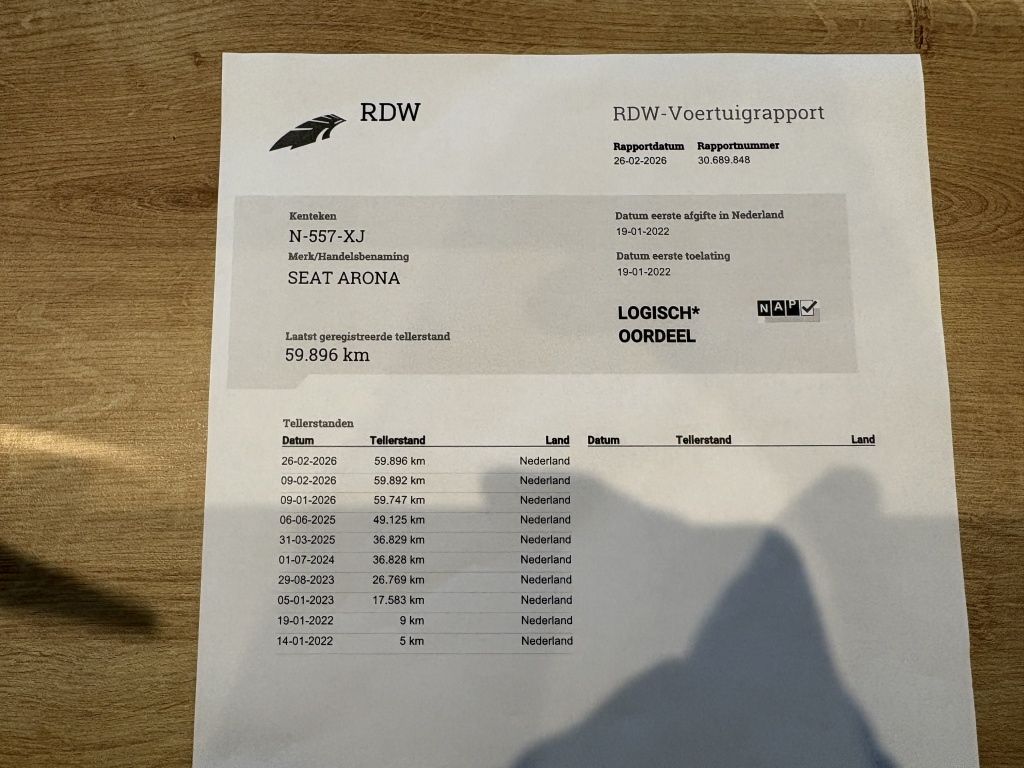 RDW
RDW-Voertuigrapport
Rapportdatum Rapportnummer
26-02-2026 30.689.848
Kenteken
N-557-XJ
Merk/Handelsbenaming
SEAT ARONA
Laatst geregistreerde tellerstand
59.896 km
Datum eerste afgifte in Nederland
19-01-2022
Datum eerste toelating
19-01-2022
LOGISCH*
OORDEEL
NAP
Tellerstanden
Datum Tellerstand Land Datum Tellerstand Land
26-02-2026 59.896 km Nederland
09-02-2026 59.892 km Nederland
09-01-2026 59.747 km Nederland
06-06-2025 49.125 km Nederland
31-03-2025 36.829 km Nederland
01-07-2024 36.828 km Nederland
29-08-2023 26.769 km Nederland
05-01-2023 17.583 km Nederland
19-01-2022 9 km Nederland
14-01-2022 5 km Nederland